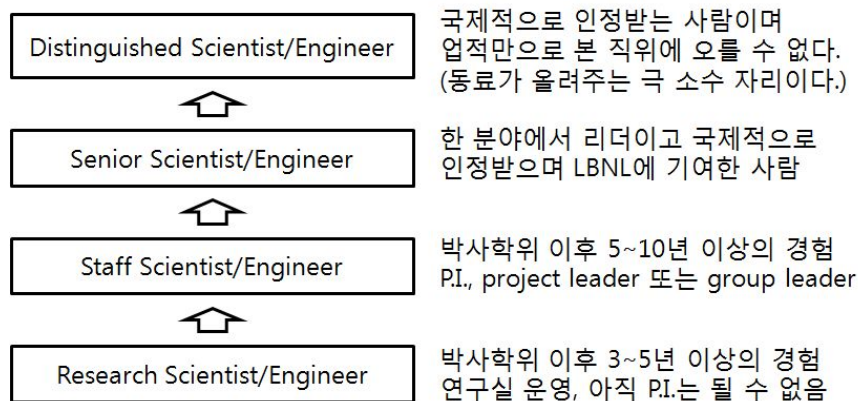 Distinguished Scientist/Engineer
국제적으로 인정받는 사람이며
업적만으로 본 직위에 오를 수 없다.
(동료가 올려주는 극 소수 자리이다.)
Senior Scientist/Engineer
한 분야에서 리더이고 국제적으로
인정받으며 LBNL에 기여한 사람
Staff Scientist/Engineer
박사학위 이후 5~10년 이상의 경험
P.I., project leader 또는 group leader
Research Scientist/Engineer
박사학위 이후 3~5년 이상의 경험
연구실 운영, 아직 P.I.는 될 수 없음